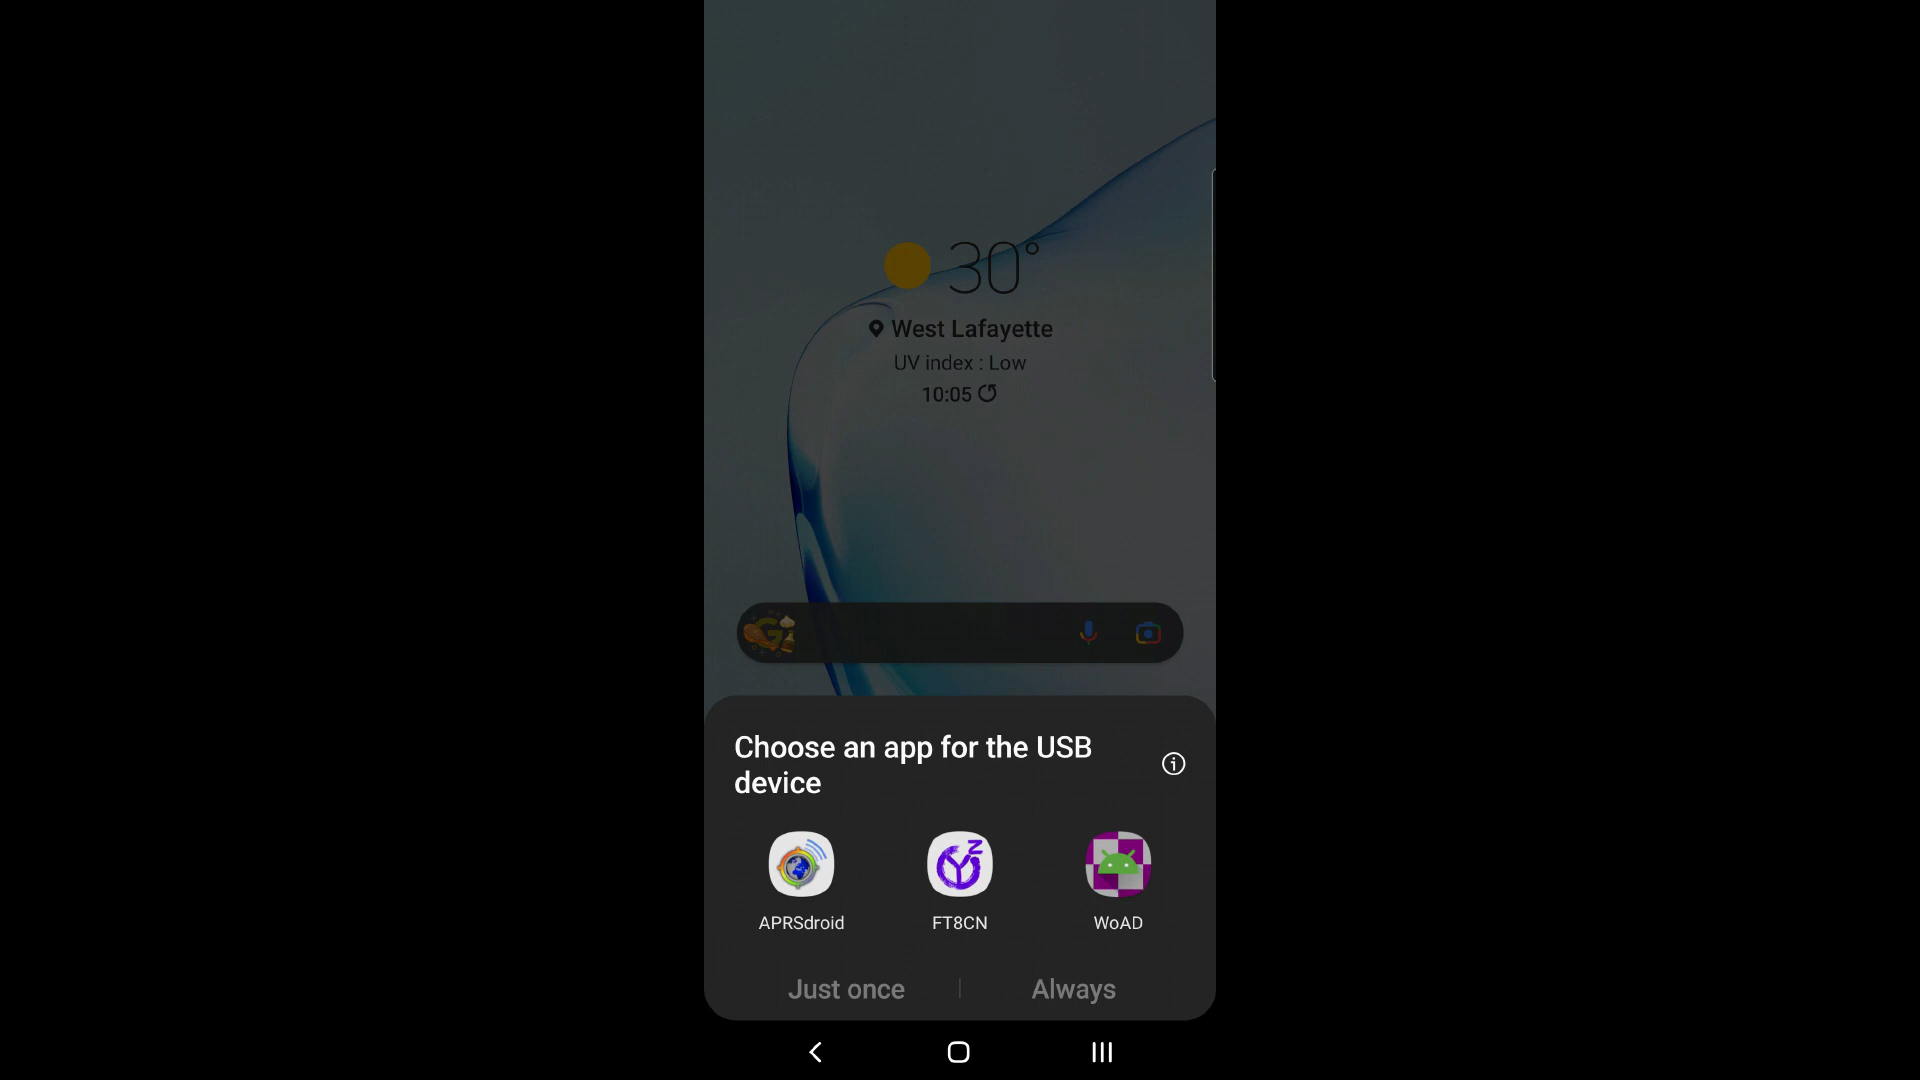 30°
West Lafayette
UV index : Low
10:05
Choose an app for the USB
device
APRSdroid
FT8CN
WoAD
Just once
Always